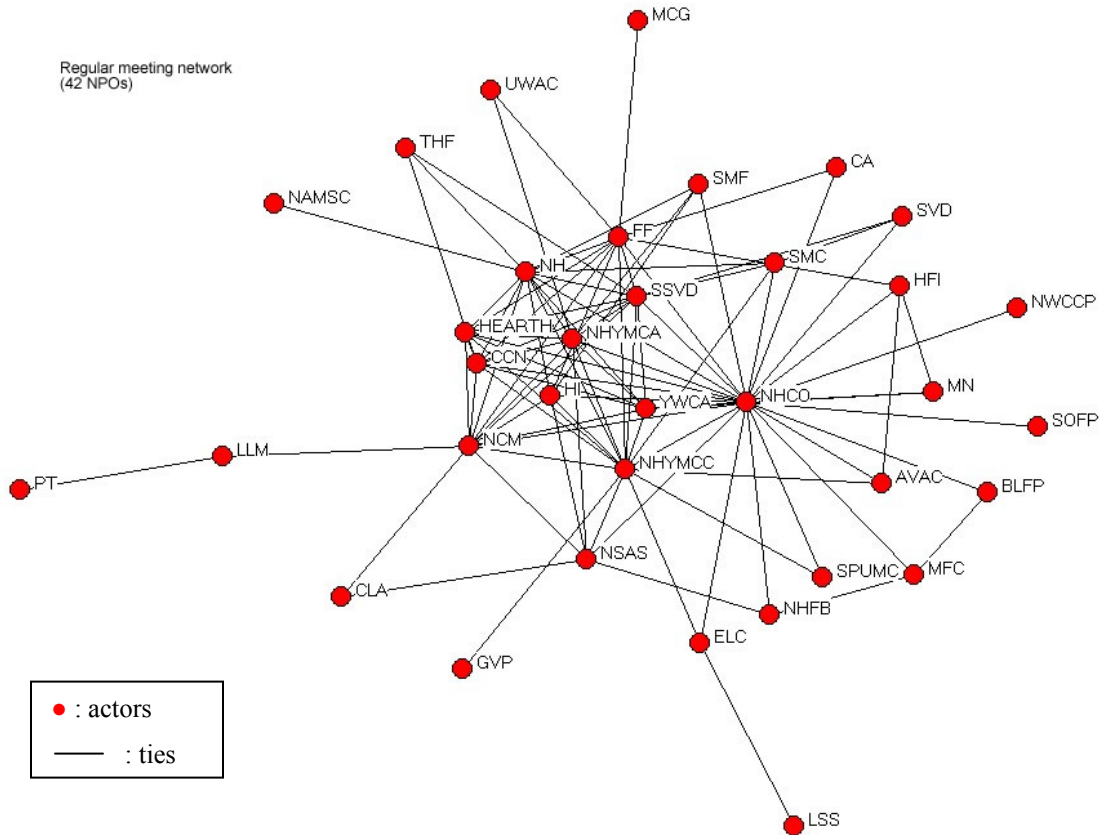 MCG
Regular meeting network
(42 NPOs)
UWAC
THF
CA
SMF
NAMSC
SVD
FF
SMC
NH
HFI
SSVD
NWCCP
HEARTH
NHYMCA
CCN
MN
HI
NHCO
YWCA
SOFP
NCM
LLM
NHYMCC
AVAC
PT
BLFP
NSAS
SPUMC
MFC
CLA
NHFB
ELC
GVP
: actors
: ties
LSS